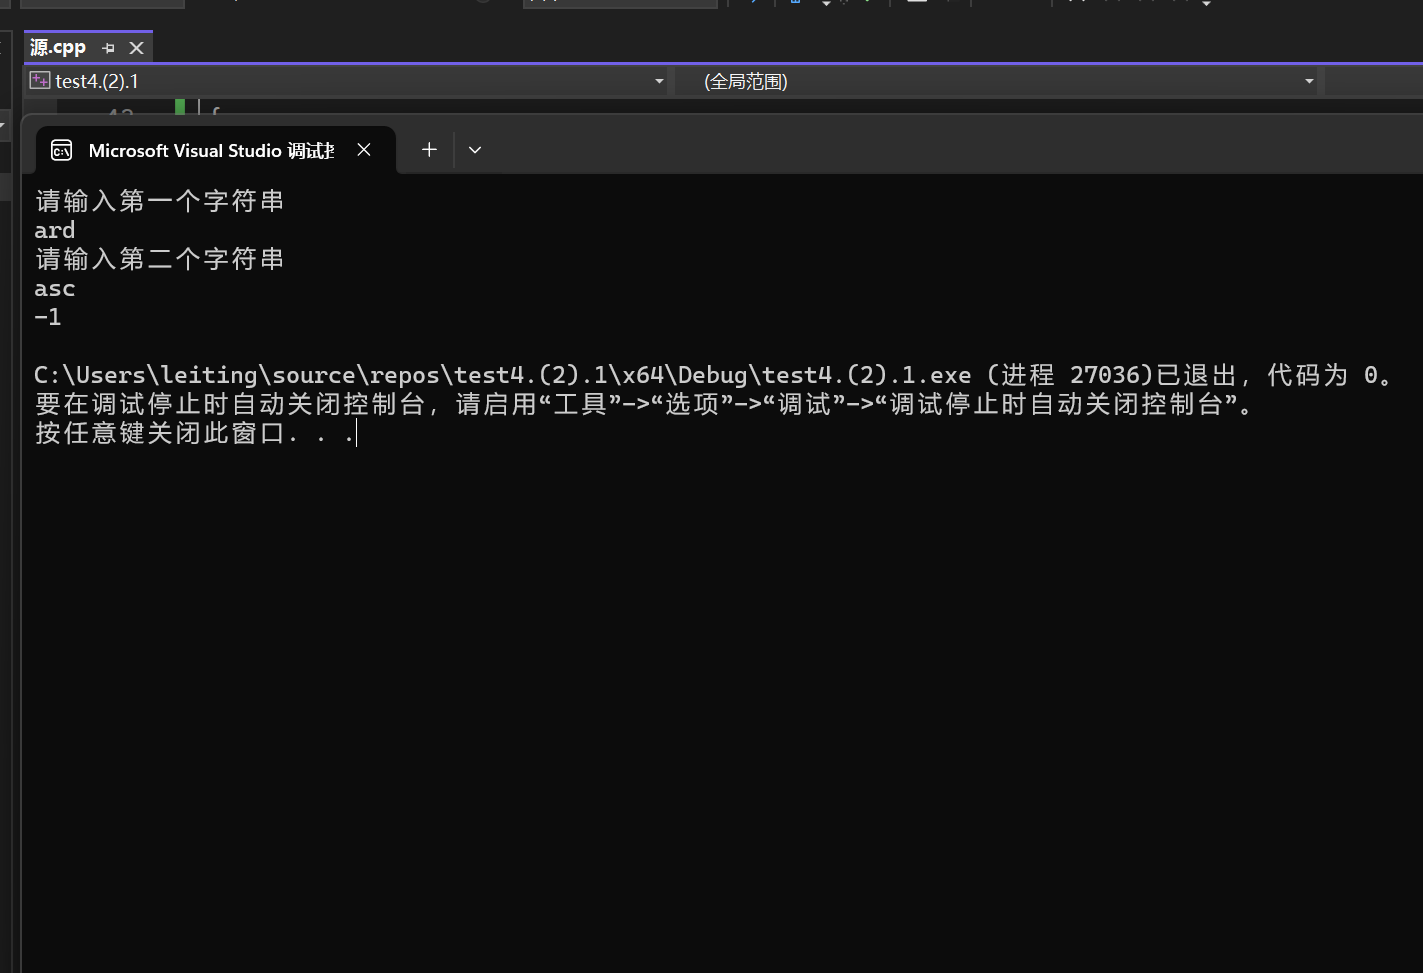 源.cpp
test4.(2).1
(全局范围)
Microsoft Visual Studio 调试
请输入第一个字符串
ard
请输入第二个字符串
asc
-1
C:\Users\leiting\source\repos\test4.(2).1\x64\Debug\test4.(2).1.exe (进程 27036)已退出，代码为 0。
要在调试停止时自动关闭控制台，请启用“工具”->“选项”->“调试”->“调试停止时自动关闭控制台”。
按任意键关闭此窗口. . .